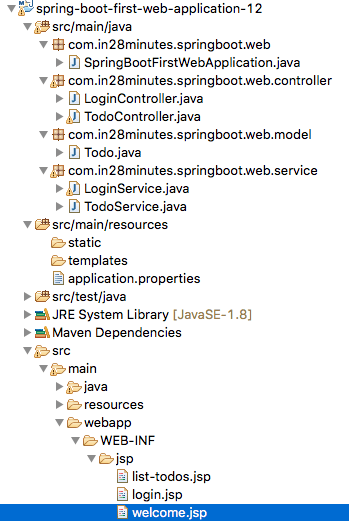 spring-boot-first-web-application-12
src/main/java
com.in28minutes.springboot.web
SpringBootFirstWebApplication.java
com.in28minutes.springboot.web.controller
LoginController.java
TodoController.java
com.in28minutes.springboot.web.model
Todo.java
com.in28minutes.springboot.web.service
LoginService.java
TodoService.java
src/main/resources
static
templates
application.properties
src/test/java
JRE System Library [JavaSE-1.8]
Maven Dependencies
src
main
java
resources
webapp
WEB-INF
jsp
list-todos.jsp
login.jsp
welcome.jsp